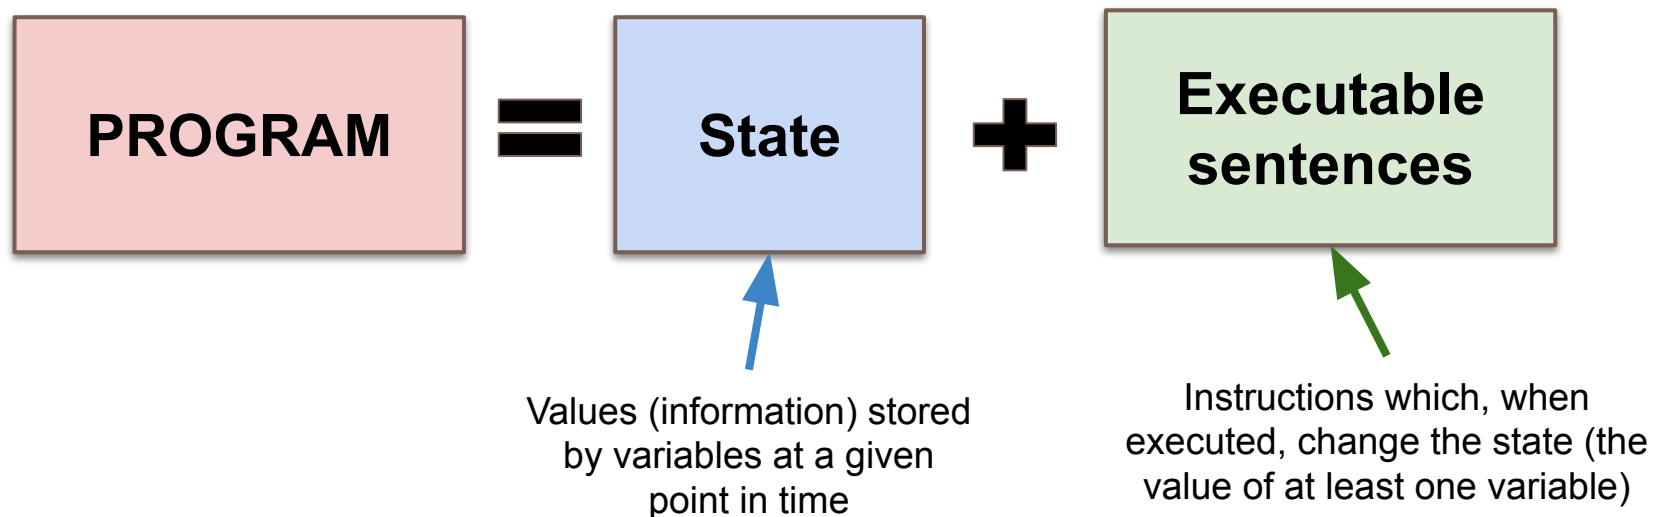 PROGRAM
State
Executable
sentences
Values (information) stored
by variables at a given
point in time
Instructions which, when
executed, change the state (the
value of at least one variable)